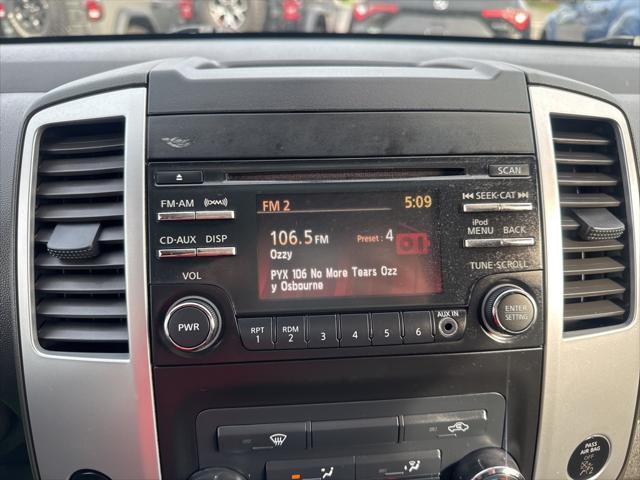 SCAN
FM·AM
SEEK·CAT
FM 2
5:09
iPod
MENU BACK
106.5 FM
Preset : 4
CD·AUX DISP
Ozzy
PYX 106 No More Tears Ozz
y Osbourne
VOL
TUNE·SCROLL
PWR
AUX IN
ENTER
SETTING
RPT RDM
1 2 3 4 5 6
PASS
AIR BAG
OFF